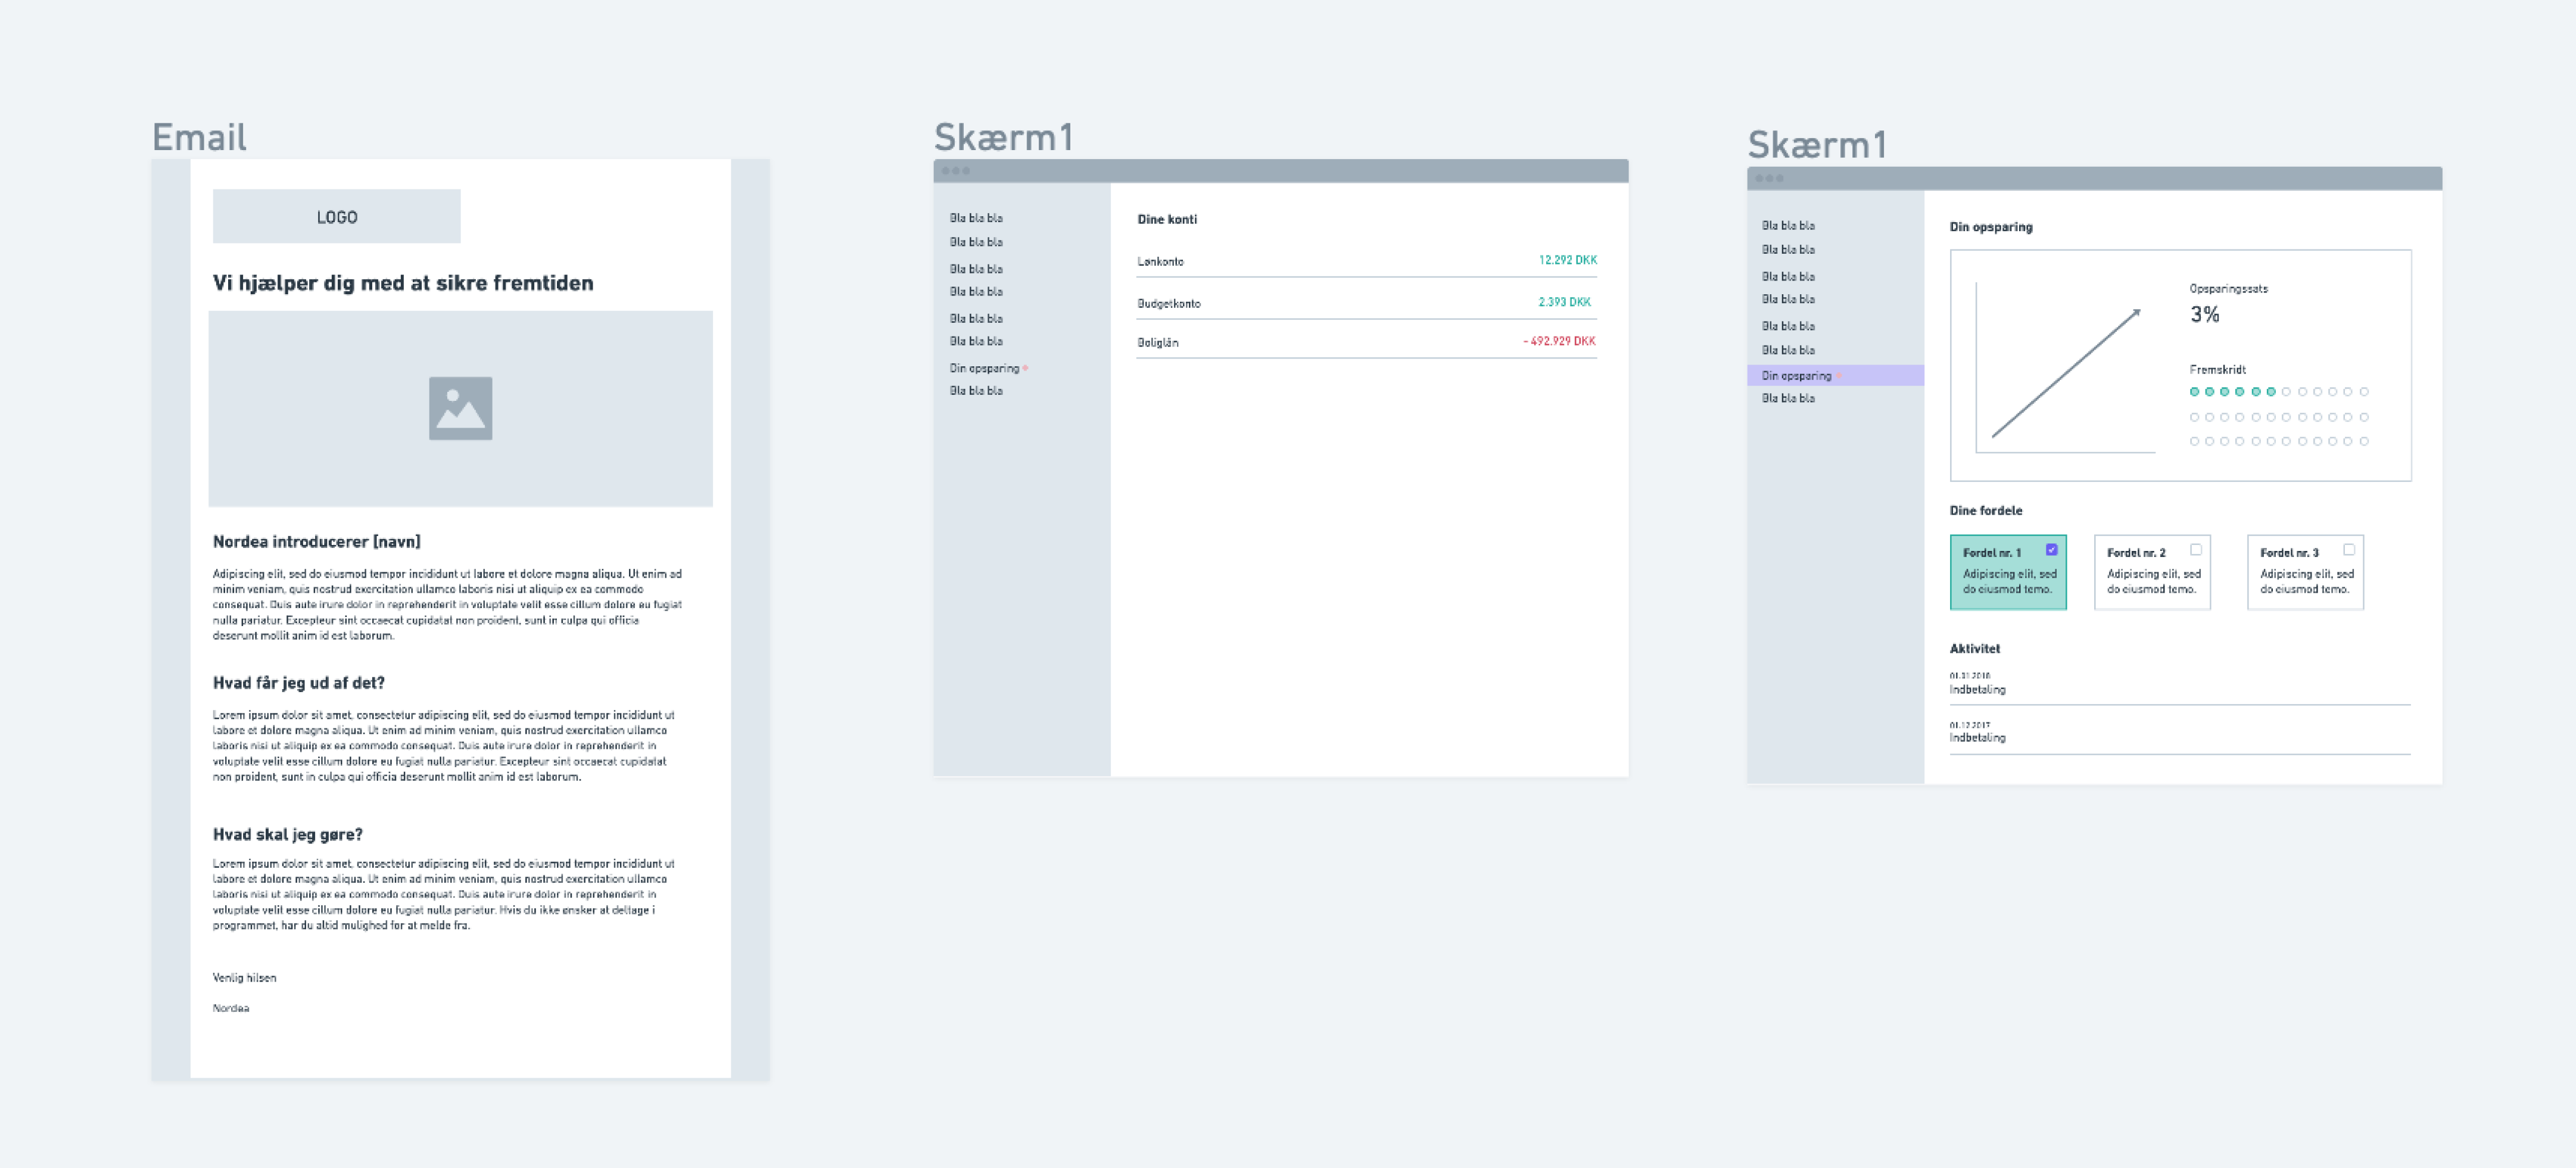 Email
LOGO
Vi hjælper dig med at sikre fremtiden
Nordea introducerer [navn]
Adipiscing elit, sed do eiusmod tempor incididunt ut labore et dolore magna aliqua. Ut enim ad
minim veniam, quis nostrud exercitation ullamco laboris nisi ut aliquip ex ea commodo
consequat. Duis aute irure dolor in reprehenderit in voluptate velit esse cillum dolore eu fugiat
nulla pariatur. Excepteur sint occaecat cupidatat non proident, sunt in culpa qui officia
deserunt mollit anim id est laborum.
Hvad får jeg ud af det?
Lorem ipsum dolor sit amet, consectetur adipiscing elit, sed do eiusmod tempor incididunt ut
labore et dolore magna aliqua. Ut enim ad minim veniam, quis nostrud exercitation ullamco
laboris nisi ut aliquip ex ea commodo consequat. Duis aute irure dolor in reprehenderit in
voluptate velit esse cillum dolore eu fugiat nulla pariatur. Excepteur sint occaecat cupidatat
non proident, sunt in culpa qui officia deserunt mollit anim id est laborum.
Hvad skal jeg gøre?
Lorem ipsum dolor sit amet, consectetur adipiscing elit, sed do eiusmod tempor incididunt ut
labore et dolore magna aliqua. Ut enim ad minim veniam, quis nostrud exercitation ullamco
laboris nisi ut aliquip ex ea commodo consequat. Duis aute irure dolor in reprehenderit in
voluptate velit esse cillum dolore eu fugiat nulla pariatur. Hvis du ikke ønsker at deltage i
programmet, har du altid mulighed for at melde fra.
Venlig hilsen
Nordea
Skærm1
Bla bla bla
Bla bla bla
Bla bla bla
Bla bla bla
Bla bla bla
Bla bla bla
Din opsparing
Bla bla bla
Dine konti
Lønkonto 12.292 DKK
Budgetkonto 2.393 DKK
Boliglån - 492.929 DKK
Skærm1
Bla bla bla
Bla bla bla
Bla bla bla
Bla bla bla
Bla bla bla
Bla bla bla
Din opsparing
Bla bla bla
Din opsparing
Opsparingssats
3%
Fremskridt
Dine fordele
Fordel nr. 1
Adipiscing elit, sed
do eiusmod temo.
Fordel nr. 2
Adipiscing elit, sed
do eiusmod temo.
Fordel nr. 3
Adipiscing elit, sed
do eiusmod temo.
Aktivitet
01.31.2018
Indbetaling
01.12.2017
Indbetaling